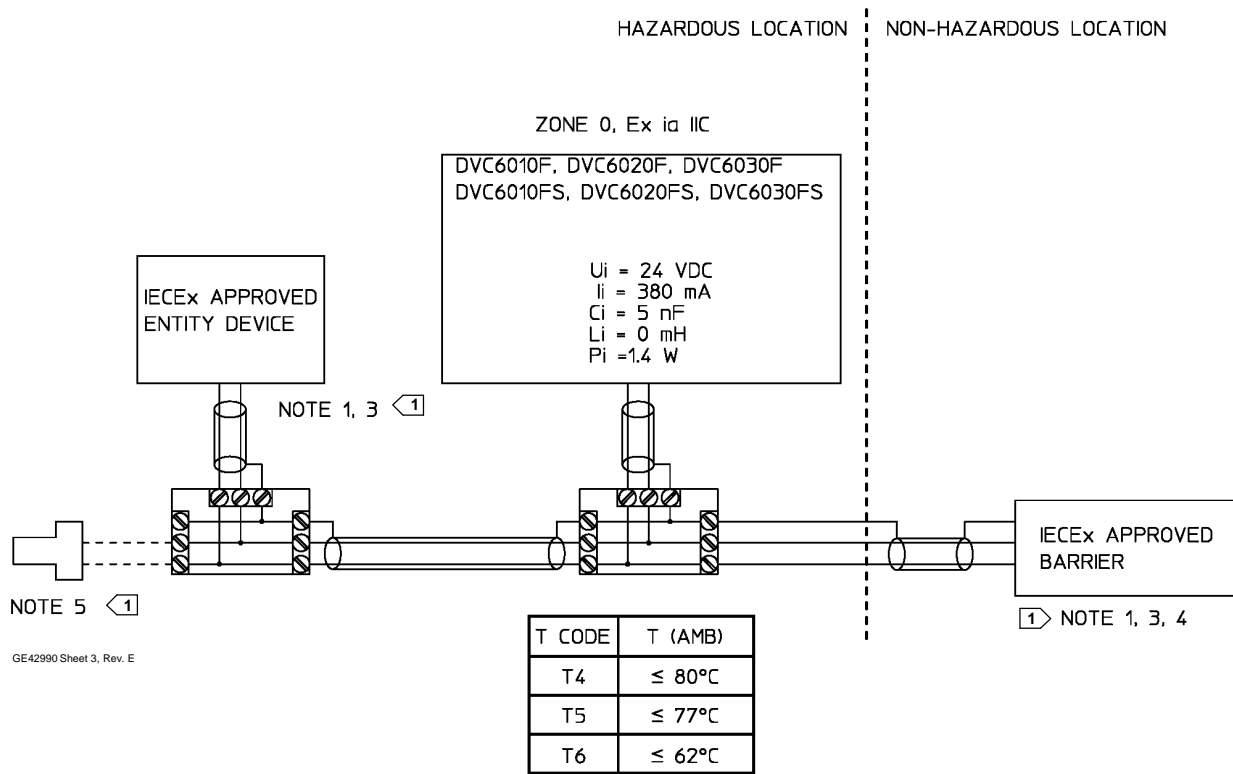 HAZARDOUS LOCATION
NON-HAZARDOUS LOCATION
ZONE 0, Ex ia IIC
DVC6010F, DVC6020F, DVC6030F
DVC6010FS, DVC6020FS, DVC6030FS
Ui = 24 VDC
Ii = 380 mA
Ci = 5 nF
Li = 0 mH
Pi =1.4 W
IECEx APPROVED
ENTITY DEVICE
NOTE 1, 3 1
IECEx APPROVED
BARRIER
NOTE 5 1
1 NOTE 1, 3, 4
GE42990 Sheet 3, Rev. E
T CODE T (AMB)
T4 ≤ 80°C
T5 ≤ 77°C
T6 ≤ 62°C